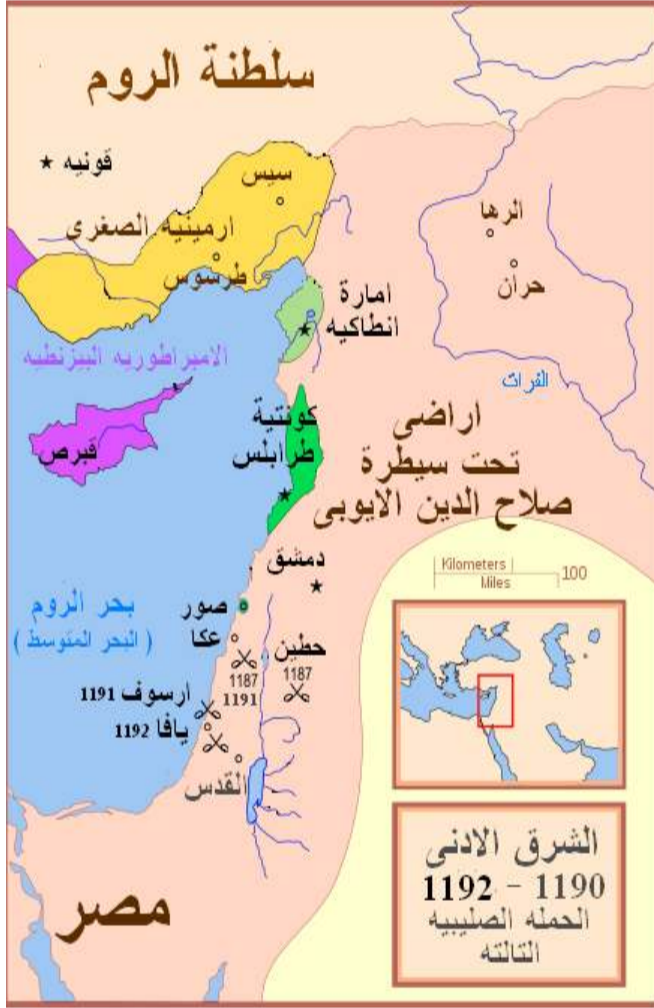 سلطنة الروم
قونيه
سيس
ارمينيه الصغرى
طرسوس
الرها
حران
امارة
انطاكيه
الامبراطوريه البيزنطيه
الفرات
قبرص
كونتية
طرابلس
اراضى
تحت سيطرة
صلاح الدين الايوبى
دمشق
Kilometers
Miles
100
بحر الروم
( البحر المتوسط )
صور
عكا
1187
1191
حطين
1187
ارسوف 1191
يافا 1192
القدس
مصر
الشرق الادنى
1190 - 1192
الحمله الصليبيه
التالته